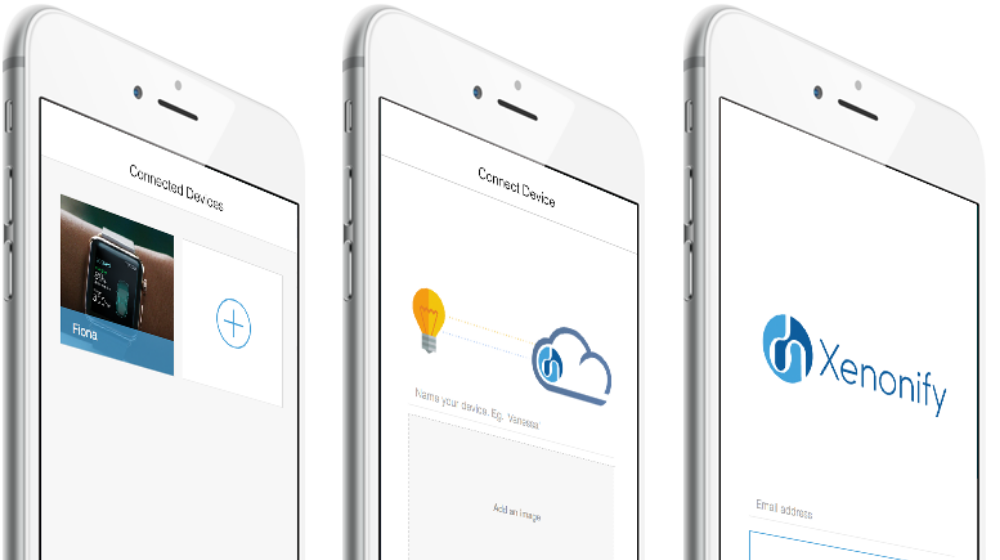 Connected Devices
Fiona
Connect Device
Name your device. Eg. 'Vanessa'
Add an image
Xenonify
Email address